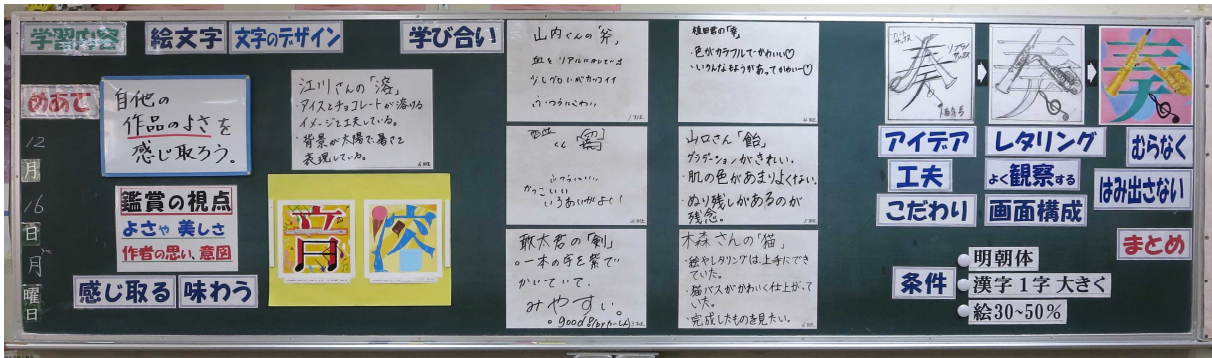 学習内容
絵文字
文字のデザイン
学び合い
めあて
自他の
作品のよさを
感じ取ろう。
12
月
16
日
月
曜
日
鑑賞の視点
よさや 美しさ
作者の思い、意図
感じ取る
味わう
江川さんの「溶」
・アイスとチョコレートが溶ける
イメージを工夫している。
・背景が太陽で、暑さを
表現している。
音
山内くんの「斧」
血をリアルにかいている
少しグロいがカッコイイ
かっこいい
いろあいがよく!
敢太君の「剣」
。一本の字を紫で
かいていて、
みやすい。
植田君の「奏」
・色がカラフルでかわいい♡
・いろんなもようがあってかわいー♡
山口さん「飴」
グラデーションがきれい。
・肌の色があまりよくない。
・ぬり残しがあるのが
残念。
木森さんの「猫」
・絵やレタリングは上手にでき
ていた。
・猫バスがかわいく仕上がって
いた。
・完成したものを見たい。
奏
奏
奏
アイデア
レタリング
むらなく
工夫
よく観察する
はみ出さない
こだわり
画面構成
まとめ
条件
明朝体
漢字1字 大きく
絵30~50%